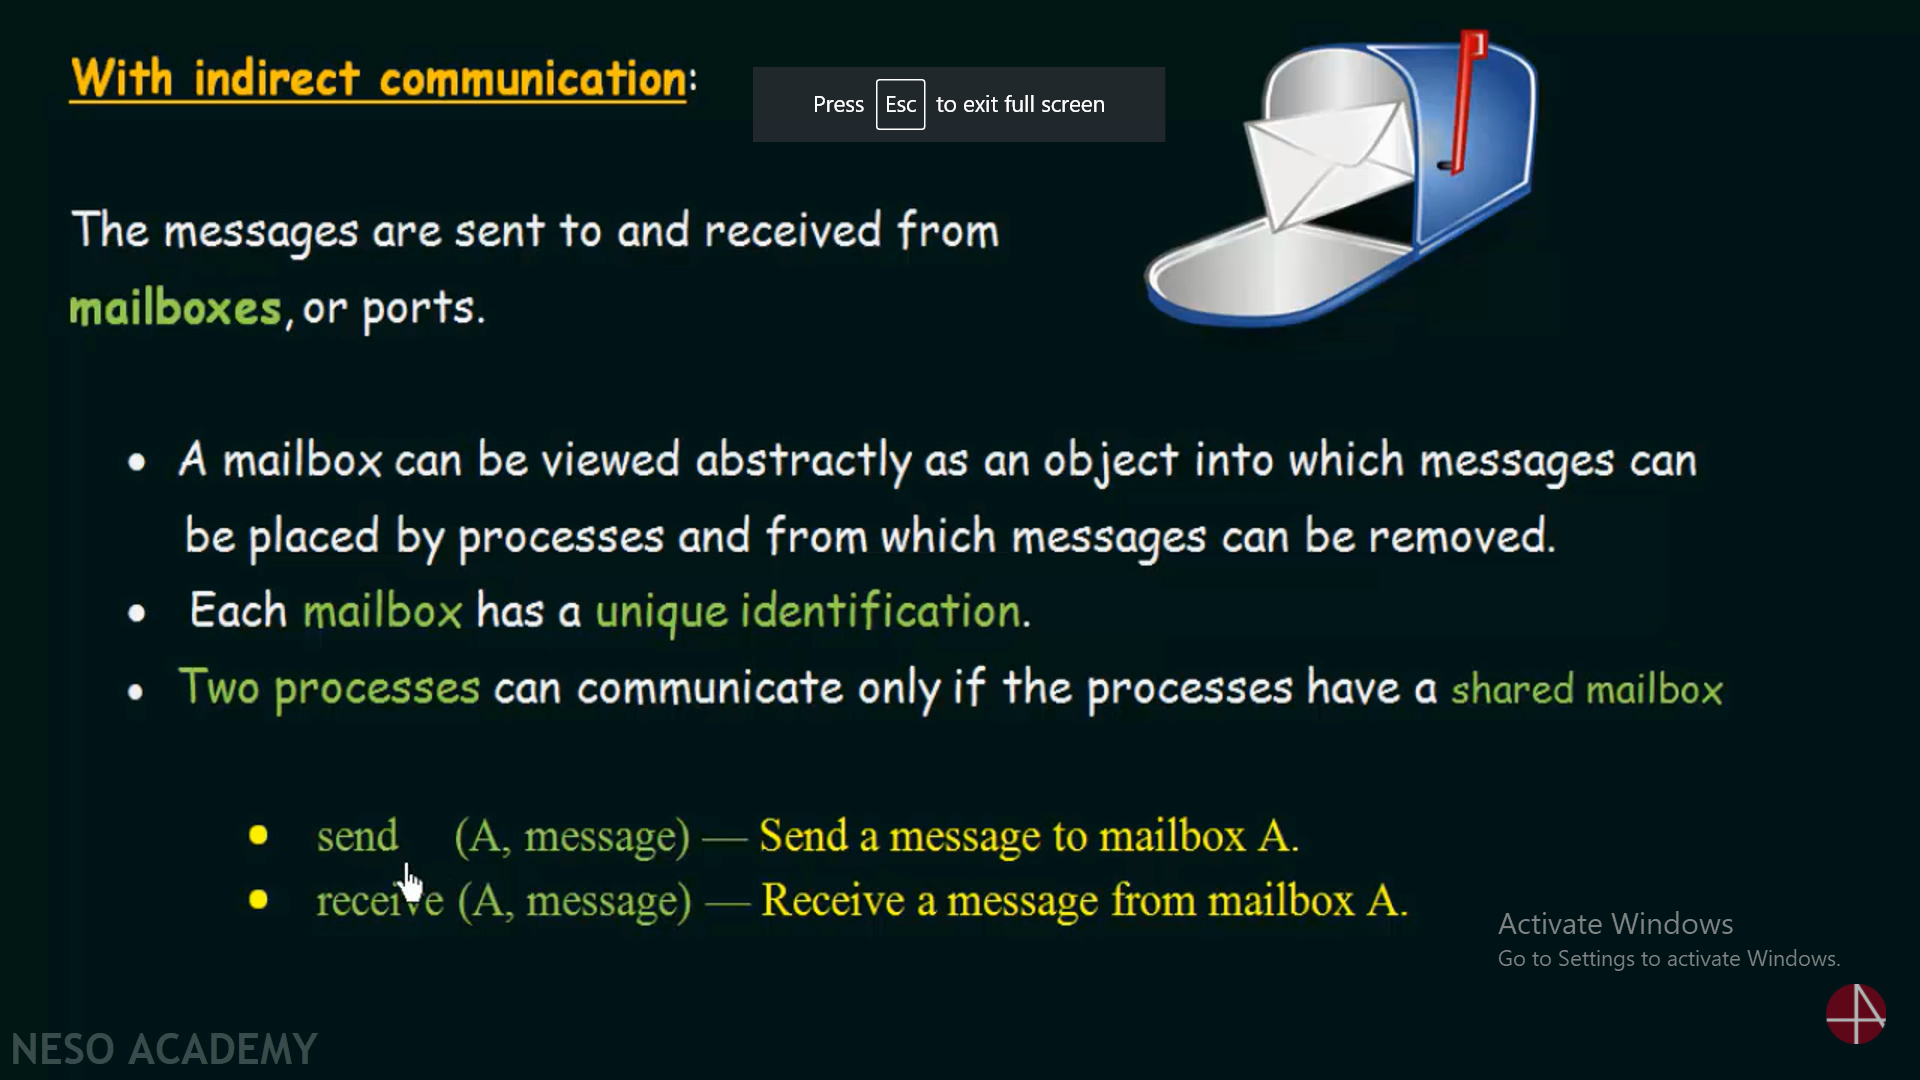 With indirect communication:
Press Esc to exit full screen
The messages are sent to and received from
mailboxes, or ports.
• A mailbox can be viewed abstractly as an object into which messages can
be placed by processes and from which messages can be removed.
• Each mailbox has a unique identification.
• Two processes can communicate only if the processes have a shared mailbox
• send (A, message) — Send a message to mailbox A.
• receive (A, message) — Receive a message from mailbox A.
Activate Windows
Go to Settings to activate Windows.
NESO ACADEMY